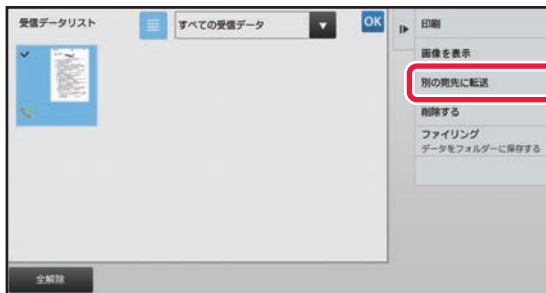 受信データリスト
すべての受信データ
OK
印刷
画像を表示
別の宛先に転送
削除する
ファイリング
データをフォルダーに保存する
全解除